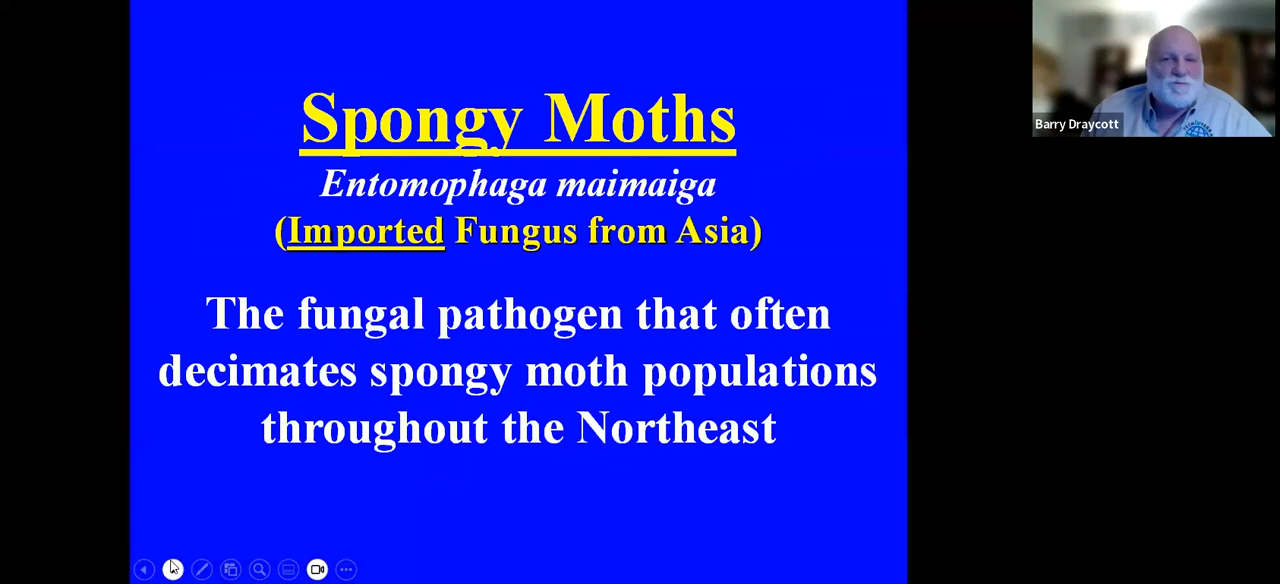 Spongy Moths
Entomophaga maimaiga
(Imported Fungus from Asia)
The fungal pathogen that often
decimates spongy moth populations
throughout the Northeast
Barry Draycott